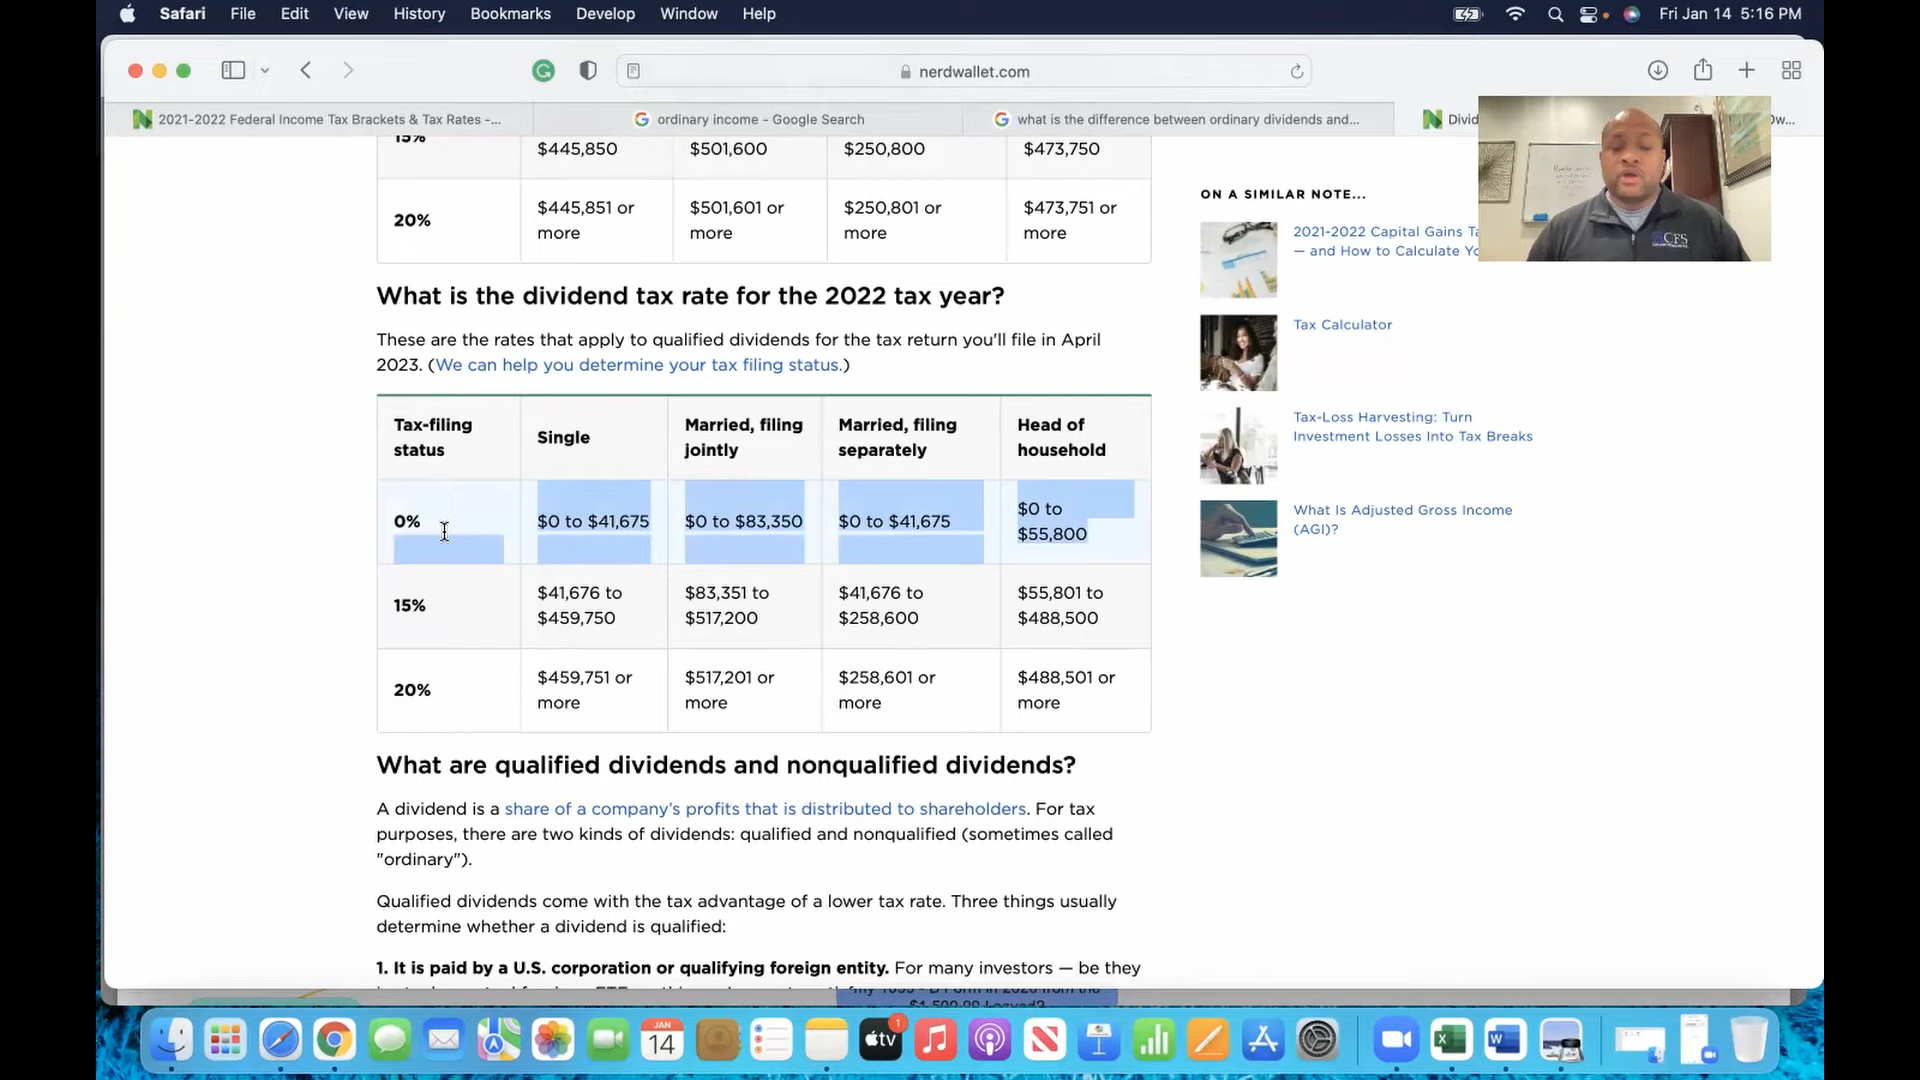 Safari File Edit View History Bookmarks Develop Window Help Fri Jan 14 5:16 PM
nerdwallet.com
2021-2022 Federal Income Tax Brackets & Tax Rates -...
ordinary income - Google Search
what is the difference between ordinary dividends and...
15% $445,850 $501,600 $250,800 $473,750
20% $445,851 or more $501,601 or more $250,801 or more $473,751 or more
What is the dividend tax rate for the 2022 tax year?
These are the rates that apply to qualified dividends for the tax return you'll file in April
2023. (We can help you determine your tax filing status.)
Tax-filing status Single Married, filing jointly Married, filing separately Head of household
0% $0 to $41,675 $0 to $83,350 $0 to $41,675 $0 to $55,800
15% $41,676 to $459,750 $83,351 to $517,200 $41,676 to $258,600 $55,801 to $488,500
20% $459,751 or more $517,201 or more $258,601 or more $488,501 or more
What are qualified dividends and nonqualified dividends?
A dividend is a share of a company's profits that is distributed to shareholders. For tax
purposes, there are two kinds of dividends: qualified and nonqualified (sometimes called
"ordinary").
Qualified dividends come with the tax advantage of a lower tax rate. Three things usually
determine whether a dividend is qualified:
1. It is paid by a U.S. corporation or qualifying foreign entity. For many investors — be they
ON A SIMILAR NOTE...
2021-2022 Capital Gains
— and How to Calculate
Tax Calculator
Tax-Loss Harvesting: Turn
Investment Losses Into Tax Breaks
What Is Adjusted Gross Income
(AGI)?
CFS
JAN
14
tv
1